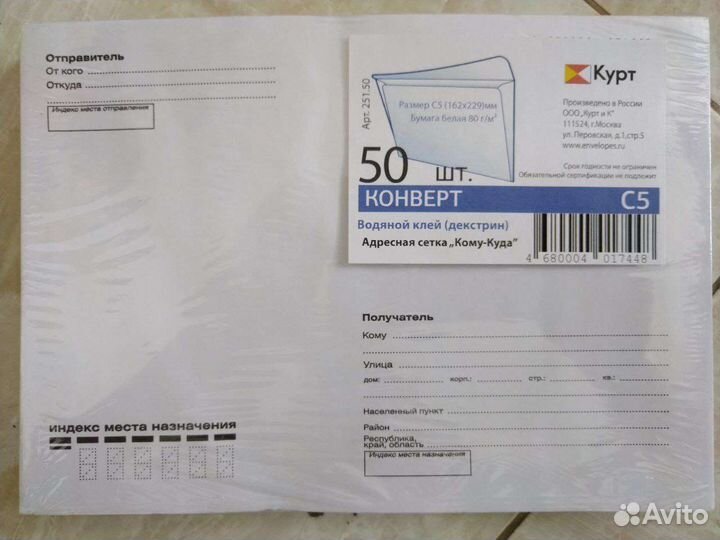 Отправитель
От кого
Откуда
Индекс места отправления
Арт. 251.50
Размер С5 (162х229)мм
Бумага белая 80 г/м²
50 шт.
Курт
Произведено в России
ООО „Курт и К"
111524, г.Москва
ул. Перовская, д.1,стр.5
www.envelopes.ru
Срок годности не ограничен
Обязательной сертификации не подлежит
КОНВЕРТ С5
Водяной клей (декстрин)
Адресная сетка „Кому-Куда"
4 680004 017448
Получатель
Кому
Улица
дом: корп.: стр.: кв.:
Населенный пункт
Район
Республика,
край, область
Индекс места назначения
ИНДЕКС МЕСТА НАЗНАЧЕНИЯ
Avito